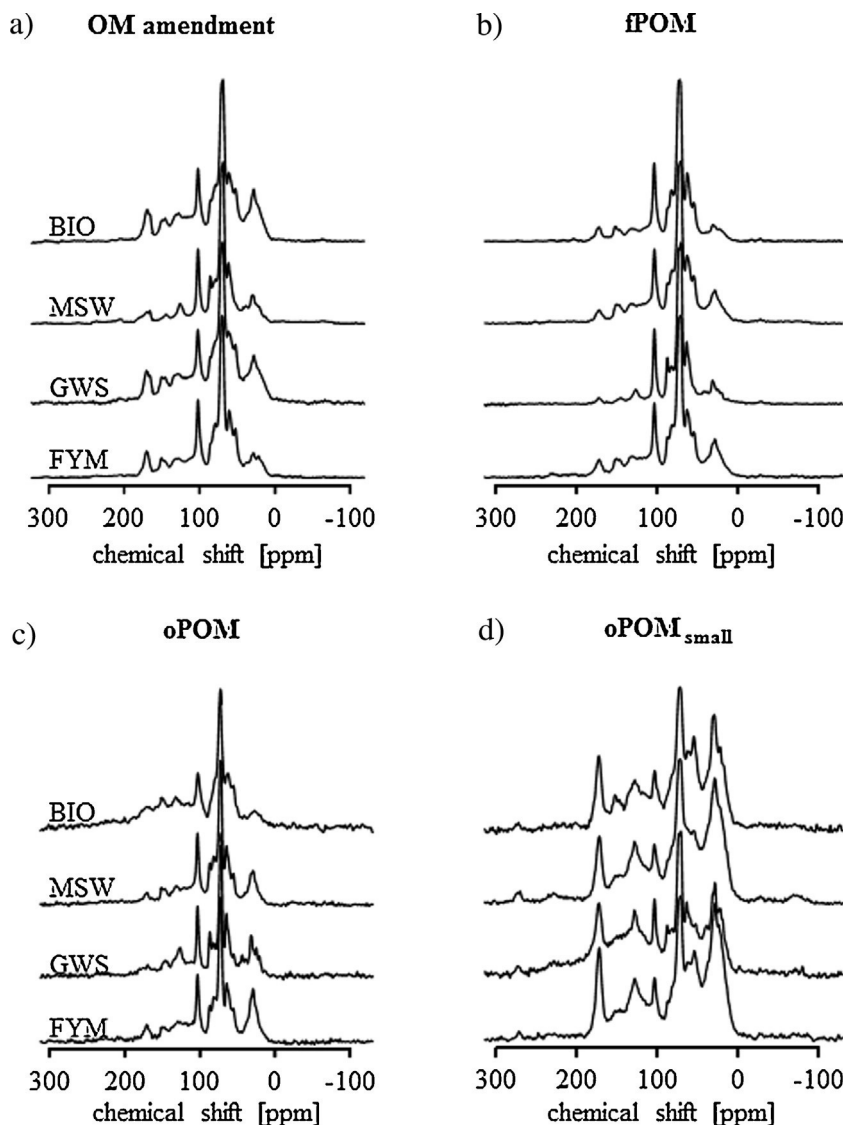 a) OM amendment
BIO
MSW
GWS
FYM
300 200 100 0 -100
chemical shift [ppm]
b) fPOM
300 200 100 0 -100
chemical shift [ppm]
c) oPOM
BIO
MSW
GWS
FYM
300 200 100 0 -100
chemical shift [ppm]
d) oPOM small
300 200 100 0 -100
chemical shift [ppm]